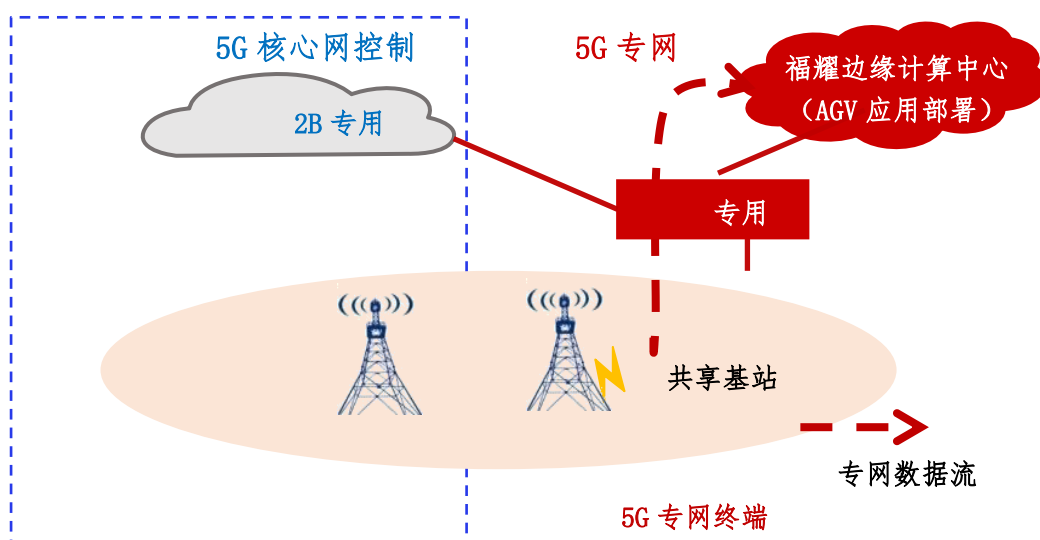 5G 核心网控制
5G 专网
福耀边缘计算中心
（AGV 应用部署）
2B 专用
专用
共享基站
专网数据流
5G 专网终端